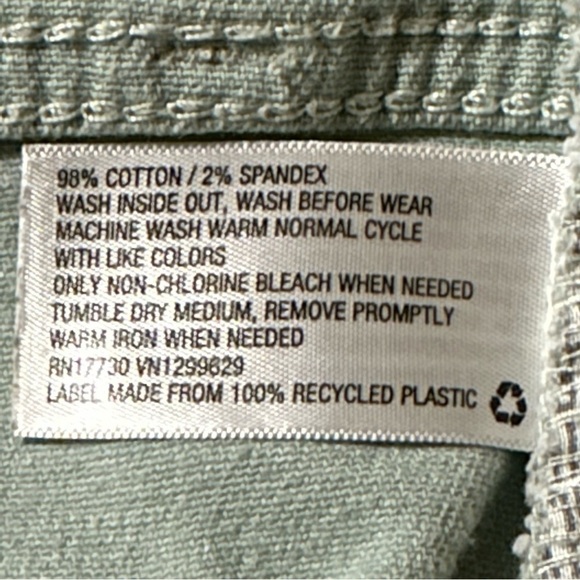 98% COTTON / 2% SPANDEX
WASH INSIDE OUT, WASH BEFORE WEAR
MACHINE WASH WARM NORMAL CYCLE
WITH LIKE COLORS
ONLY NON-CHLORINE BLEACH WHEN NEEDED
TUMBLE DRY MEDIUM, REMOVE PROMPTLY
WARM IRON WHEN NEEDED
RN17730 VN1299629
LABEL MADE FROM 100% RECYCLED PLASTIC